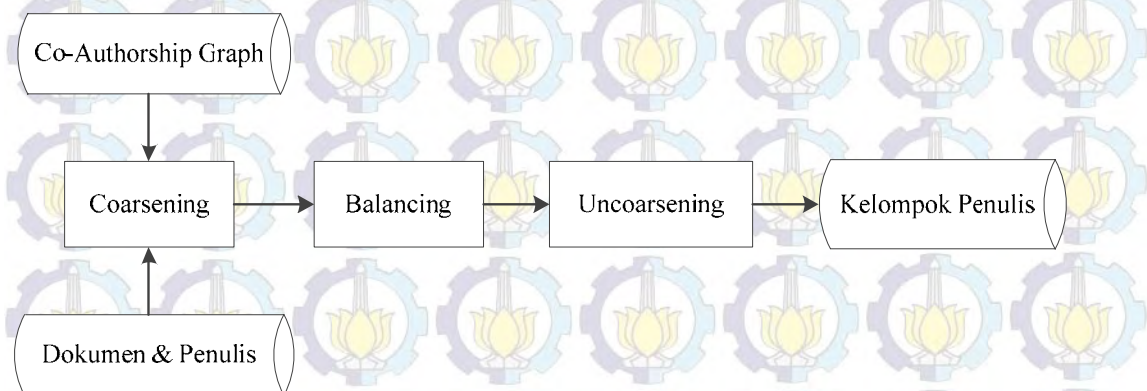 Co-Authorship Graph
Coarsening
Balancing
Uncoarsening
Kelompok Penulis
Dokumen & Penulis